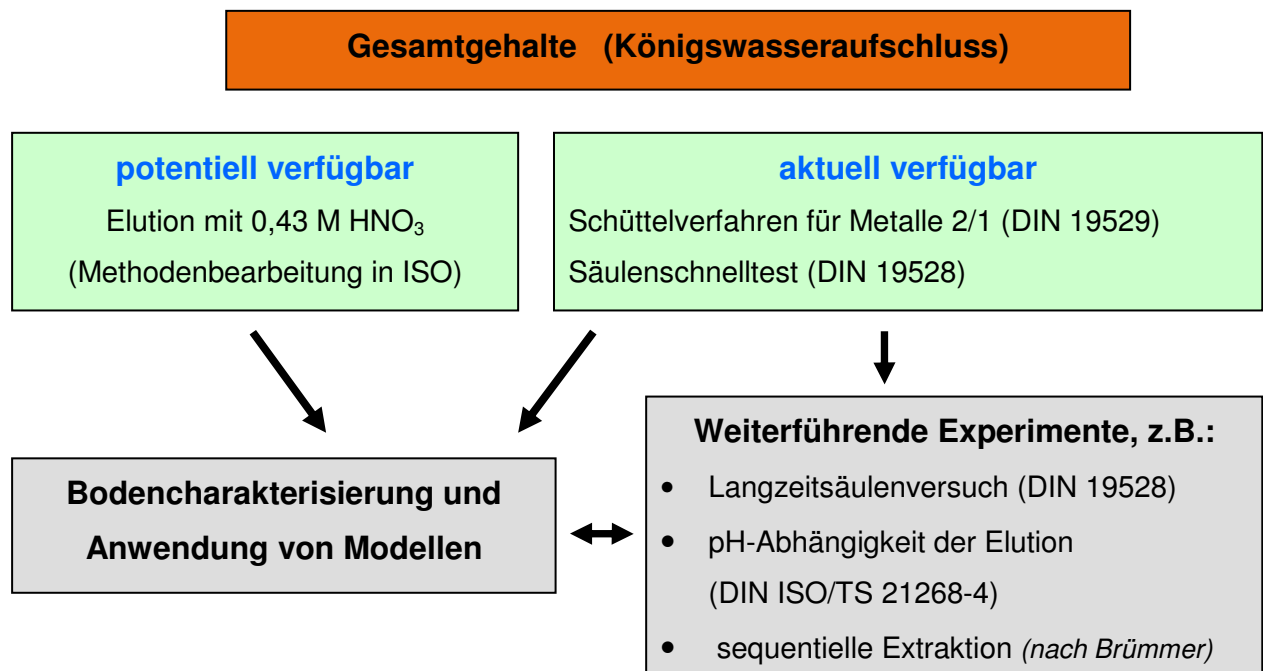 Gesamtgehalte (Königswasseraufschluss)
potentiell verfügbar
Elution mit 0,43 M HNO₃
(Methodenbearbeitung in ISO)
aktuell verfügbar
Schüttelverfahren für Metalle 2/1 (DIN 19529)
Säulenschnelltest (DIN 19528)
Bodencharakterisierung und
Anwendung von Modellen
Weiterführende Experimente, z.B.:
• Langzeitsäulenversuch (DIN 19528)
• pH-Abhängigkeit der Elution
(DIN ISO/TS 21268-4)
• sequentielle Extraktion (nach Brümmer)